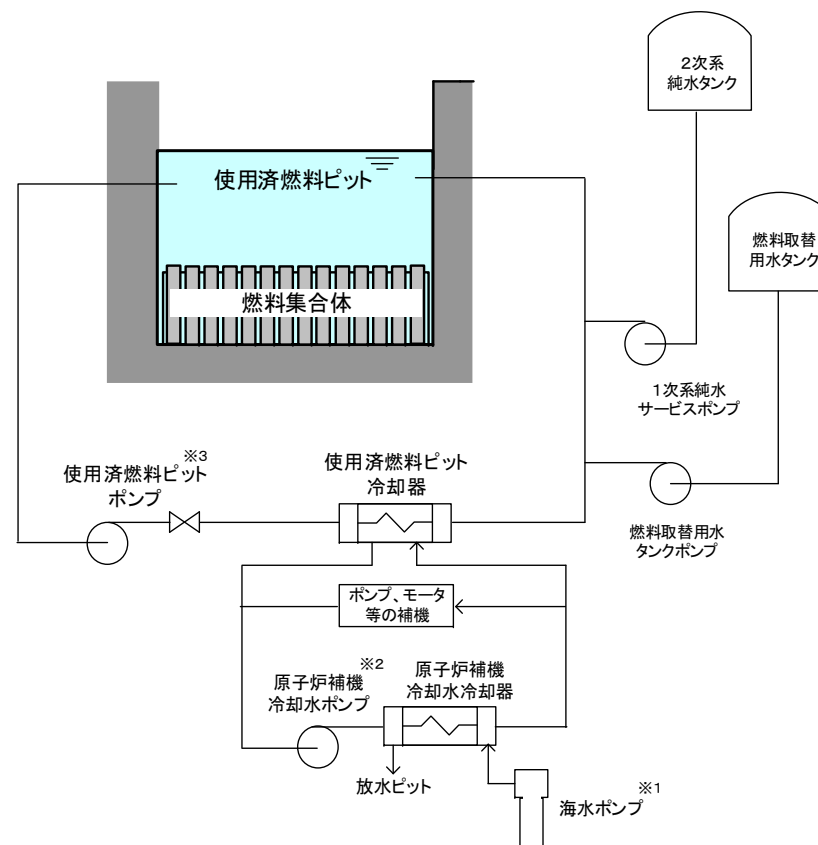 2次系
純水タンク
使用済燃料ピット
燃料取替
用水タンク
燃料集合体
1次系純水
サービスポンプ
※3
使用済燃料ピット
ポンプ
使用済燃料ピット
冷却器
燃料取替用水
タンクポンプ
ポンプ、モータ
等の補機
※2
原子炉補機
冷却水ポンプ
原子炉補機
冷却水冷却器
放水ピット
※1
海水ポンプ